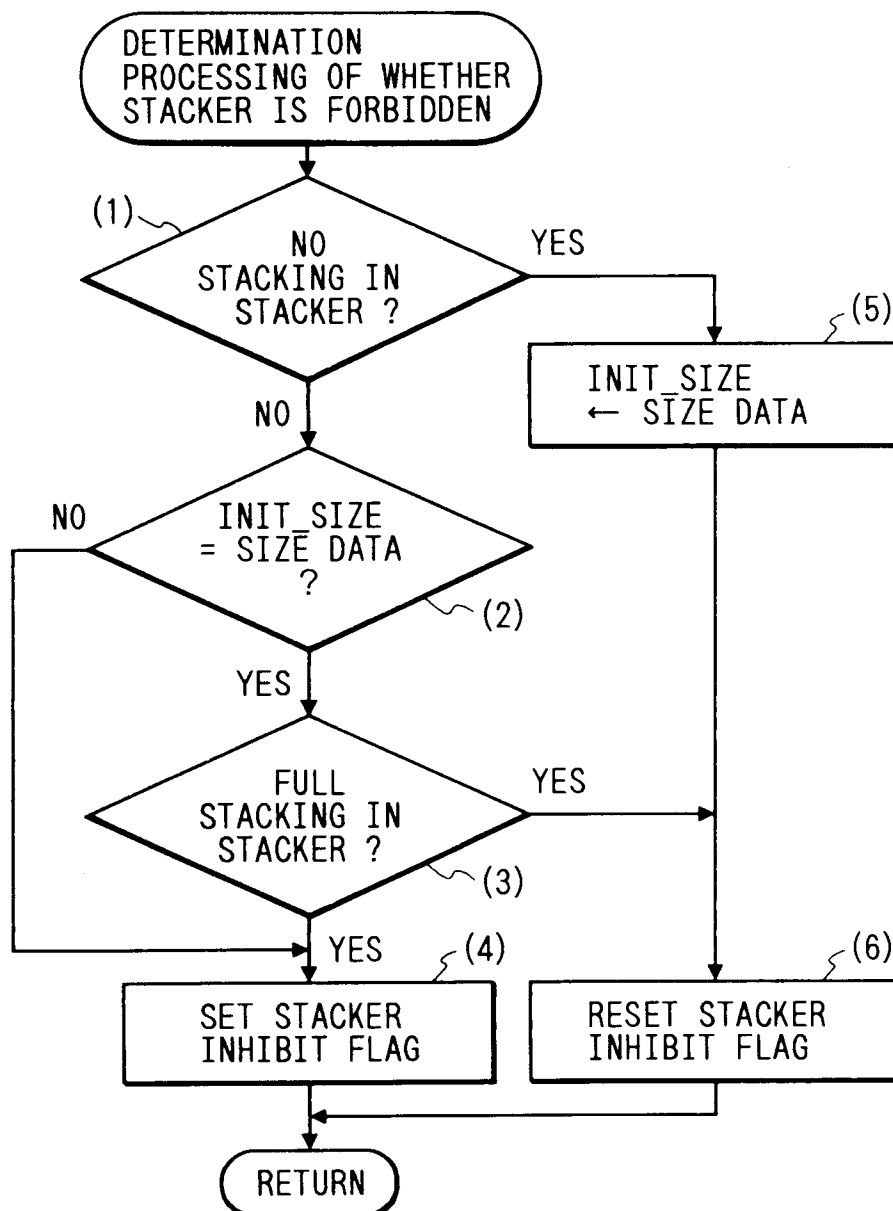 DETERMINATION
PROCESSING OF WHETHER
STACKER IS FORBIDDEN
(1)
NO
STACKING IN
STACKER ?
YES
NO
(5)
INIT_SIZE
← SIZE DATA
NO
INIT_SIZE
= SIZE DATA
?
(2)
YES
FULL
STACKING IN
STACKER ?
YES
(3)
YES
(4)
SET STACKER
INHIBIT FLAG
(6)
RESET STACKER
INHIBIT FLAG
RETURN